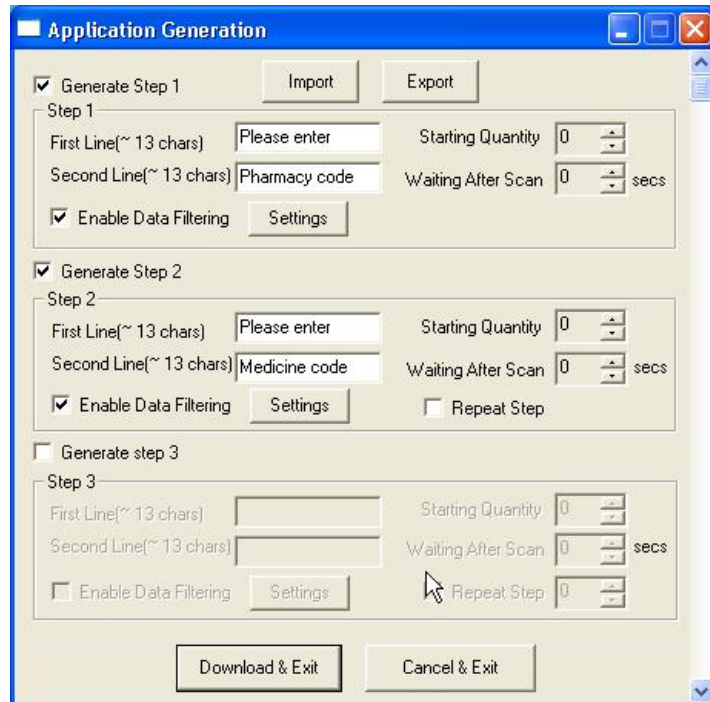 Application Generation
Generate Step 1 Import Export
Step 1
First Line(~ 13 chars) Please enter Starting Quantity 0
Second Line(~ 13 chars) Pharmacy code Waiting After Scan 0 secs
Enable Data Filtering Settings
Generate Step 2
Step 2
First Line(~ 13 chars) Please enter Starting Quantity 0
Second Line(~ 13 chars) Medicine code Waiting After Scan 0 secs
Enable Data Filtering Settings Repeat Step
Generate step 3
Step 3
First Line(~ 13 chars) Starting Quantity 0
Second Line(~ 13 chars) Waiting After Scan 0 secs
Enable Data Filtering Settings Repeat Step 0
Download & Exit Cancel & Exit